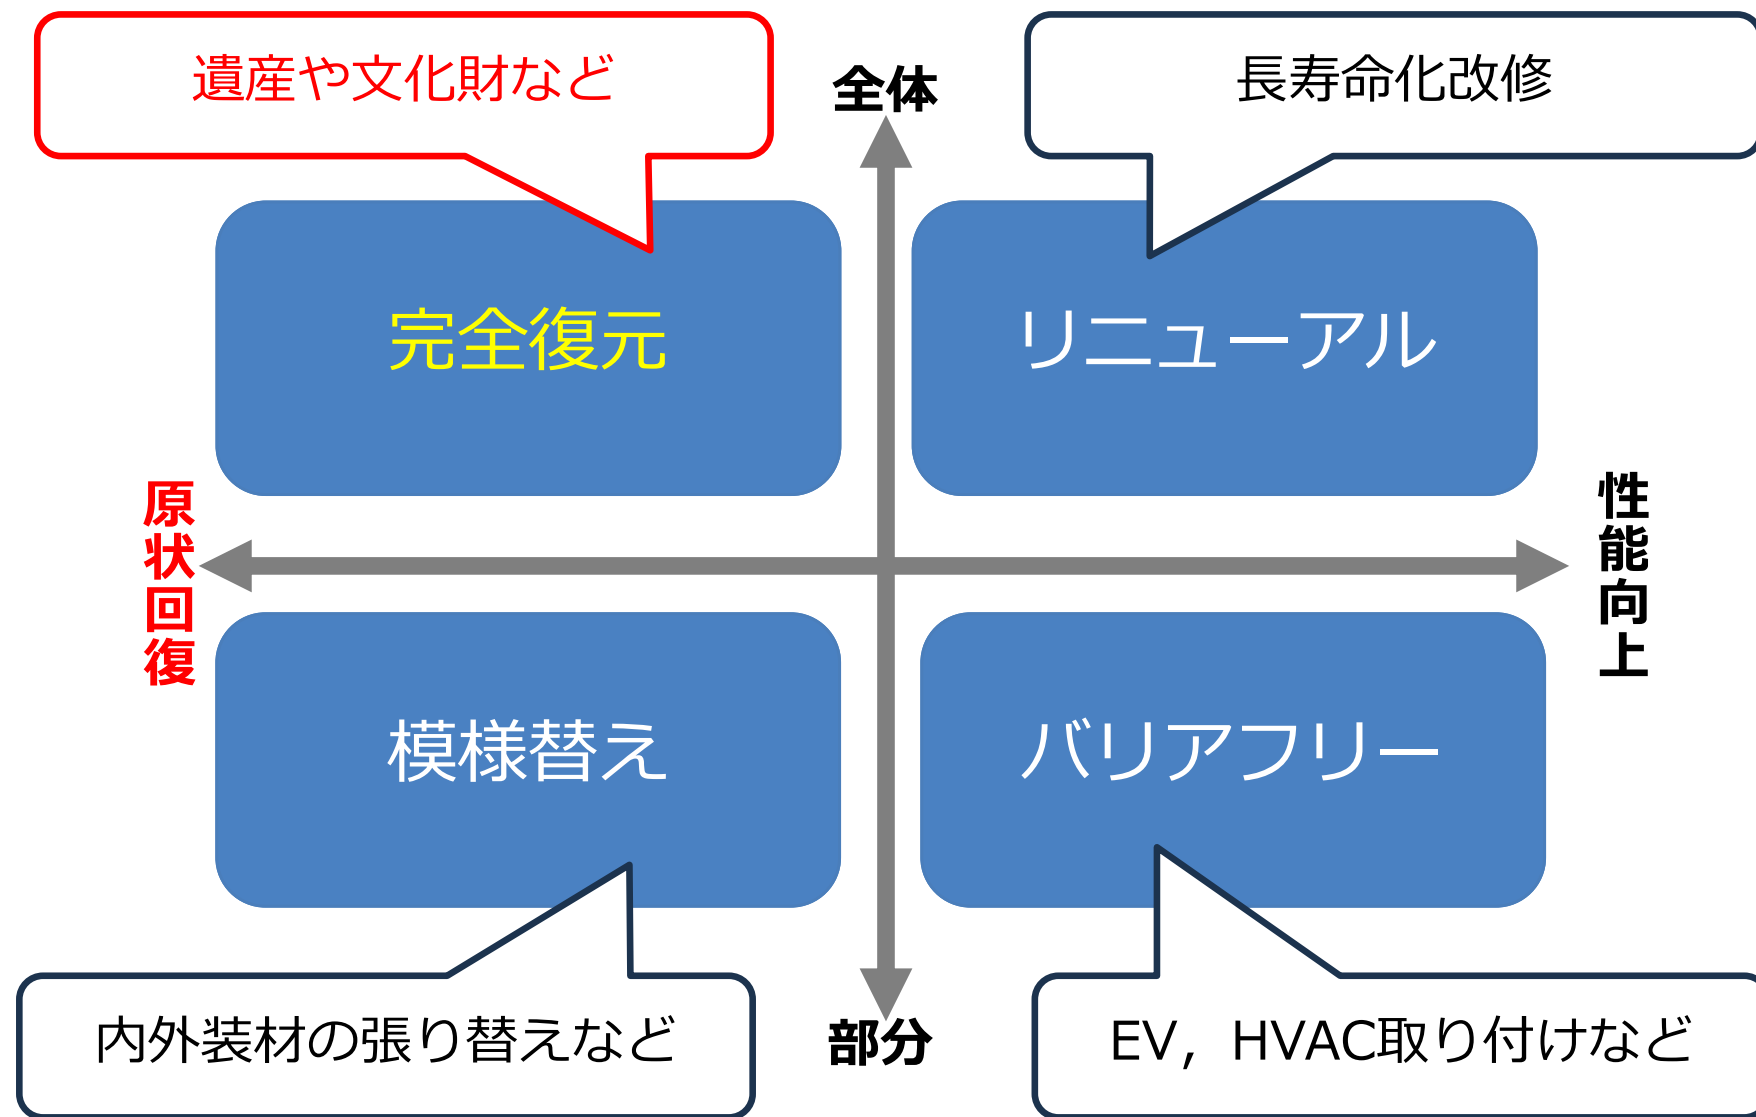 遺産や文化財など
全体
長寿命化改修
完全復元
リニューアル
原状回復
性能向上
模様替え
バリアフリー
内外装材の張り替えなど
部分
EV，HVAC取り付けなど